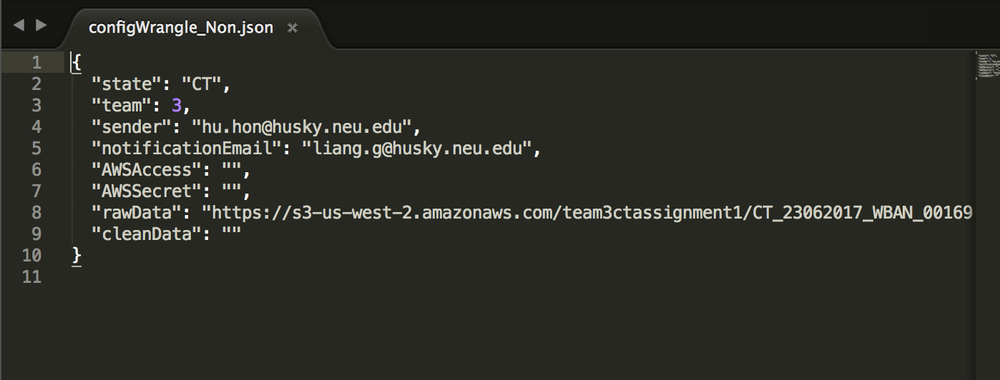 configWrangle_Non.json ×
1 {
2 "state": "CT",
3 "team": 3,
4 "sender": "hu.hon@husky.neu.edu",
5 "notificationEmail": "liang.g@husky.neu.edu",
6 "AWSAccess": "",
7 "AWSSecret": "",
8 "rawData": "https://s3-us-west-2.amazonaws.com/team3ctassignment1/CT_23062017_WBAN_00169
9 "cleanData": ""
10 }
11